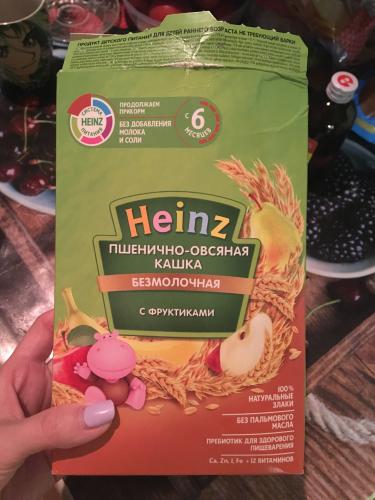 ПРОДУКТ ДЕТСКОГО ПИТАНИЯ ДЛЯ ДЕТЕЙ РАННЕГО ВОЗРАСТА НЕ ТРЕБУЮЩИЙ ВАРКИ
СИСТЕМА
HEINZ
ПИТАНИЯ
ПРОДОЛЖАЕМ
ПРИКОРМ
БЕЗ ДОБАВЛЕНИЯ
МОЛОКА
И СОЛИ
С 6
МЕСЯЦЕВ
Heinz
ПШЕНИЧНО-ОВСЯНАЯ
КАШКА
БЕЗМОЛОЧНАЯ
С ФРУКТИКАМИ
100%
НАТУРАЛЬНЫЕ
ЗЛАКИ
БЕЗ ПАЛЬМОВОГО
МАСЛА
ПРЕБИОТИК ДЛЯ ЗДОРОВОГО
ПИЩЕВАРЕНИЯ
Ca, Zn, I, Fe + 12 ВИТАМИНОВ